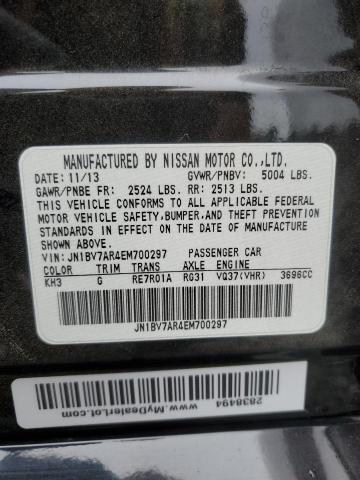 MANUFACTURED BY NISSAN MOTOR CO.,LTD.
DATE: 11/13 GVWR/PNBV: 5004 LBS.
GAWR/PNBE FR: 2524 LBS. RR: 2513 LBS.
THIS VEHICLE CONFORMS TO ALL APPLICABLE FEDERAL
MOTOR VEHICLE SAFETY, BUMPER, AND THEFT PREVENTION
STANDARDS IN EFFECT ON THE DATE OF MANUFACTURE
SHOWN ABOVE.
VIN: JN1BV7AR4EM700297 PASSENGER CAR
COLOR TRIM TRANS AXLE ENGINE
KH3 G RE7R01A RG31 VQ37(VHR) 3696CC
JN1BV7AR4EM700297
2838494
www.MyDealerLot.com